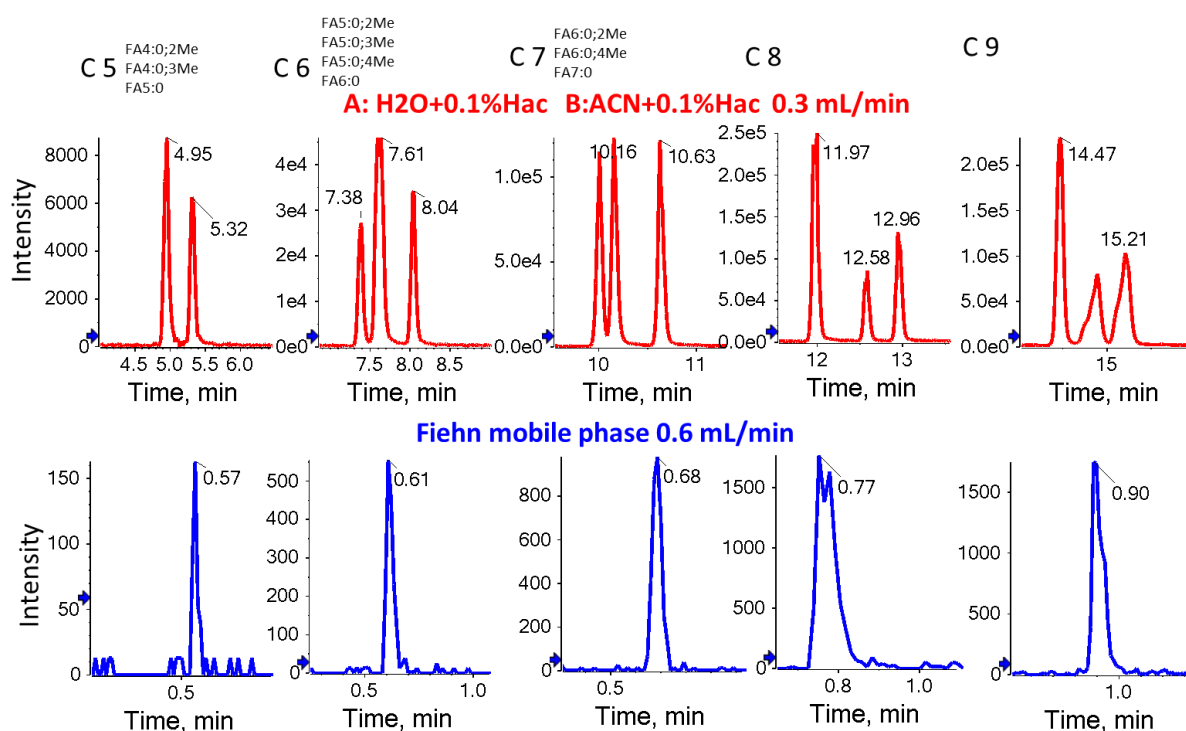 C 5
FA4:0;2Me
FA4:0;3Me
FA5:0
C 6
FA5:0;2Me
FA5:0;3Me
FA5:0;4Me
FA6:0
C 7
FA6:0;2Me
FA6:0;4Me
FA7:0
C 8
C 9
A: H2O+0.1%Hac B:ACN+0.1%Hac 0.3 mL/min
Intensity
8000
6000
4000
2000
0
4.95
5.32
4.5 5.0 5.5 6.0
Time, min
4e4
3e4
2e4
1e4
0e0
7.38
7.61
8.04
7.5 8.0 8.5
Time, min
1.0e5
5.0e4
0.0e0
10.16
10.63
10 11
Time, min
2.5e5
2.0e5
1.5e5
1.0e5
5.0e4
0.0e0
11.97
12.58
12.96
12 13
Time, min
2.0e5
1.5e5
1.0e5
5.0e4
0.0e0
14.47
15.21
15
Time, min
Fiehn mobile phase 0.6 mL/min
Intensity
150
100
50
0
0.57
0.5
Time, min
500
400
300
200
100
0
0.61
0.5 1.0
Time, min
800
600
400
200
0
0.68
0.5
Time, min
1500
1000
500
0
0.77
0.8 1.0
Time, min
1500
1000
500
0
0.90
1.0
Time, min